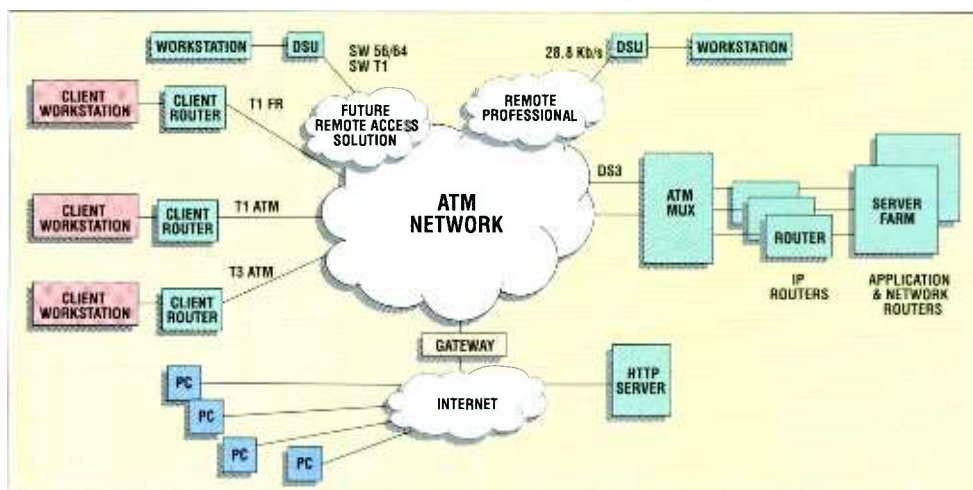 WORKSTATION
DSU
SW 56/64
SW T1
28.8 Kb/s
DSU
WORKSTATION
CLIENT
WORKSTATION
CLIENT
ROUTER
T1 FR
FUTURE
REMOTE ACCESS
SOLUTION
REMOTE
PROFESSIONAL
CLIENT
WORKSTATION
CLIENT
ROUTER
T1 ATM
ATM
NETWORK
DS3
ATM
MUX
ROUTER
SERVER
FARM
IP
ROUTERS
APPLICATION
& NETWORK
ROUTERS
CLIENT
WORKSTATION
CLIENT
ROUTER
T3 ATM
GATEWAY
INTERNET
HTTP
SERVER
PC
PC
PC
PC